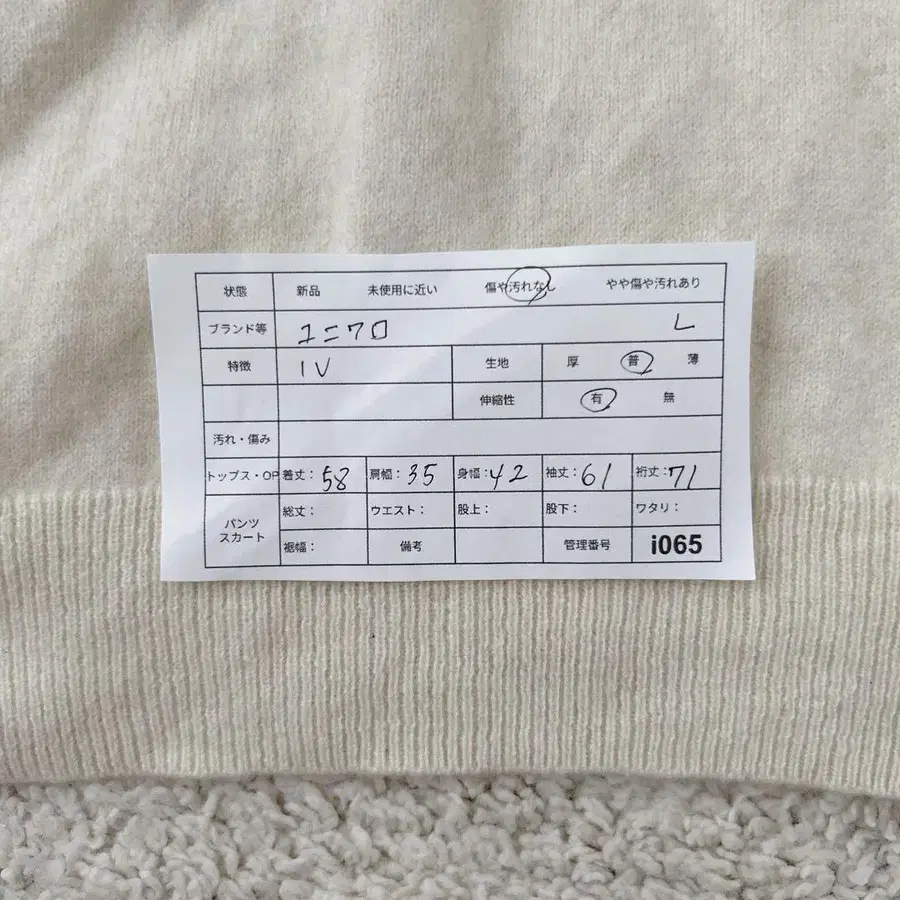 状態 新品 未使用に近い 傷や汚れなし やや傷や汚れあり
ブランド等 ユニクロ L
特徴 IV 生地 厚 普 薄
伸縮性 有 無
汚れ・傷み
トップス・OP 着丈：58 肩幅：35 身幅：42 袖丈：61 裄丈：71
パンツ スカート 総丈： ウエスト： 股上： 股下： ワタリ：
裾幅： 備考 管理番号 i065